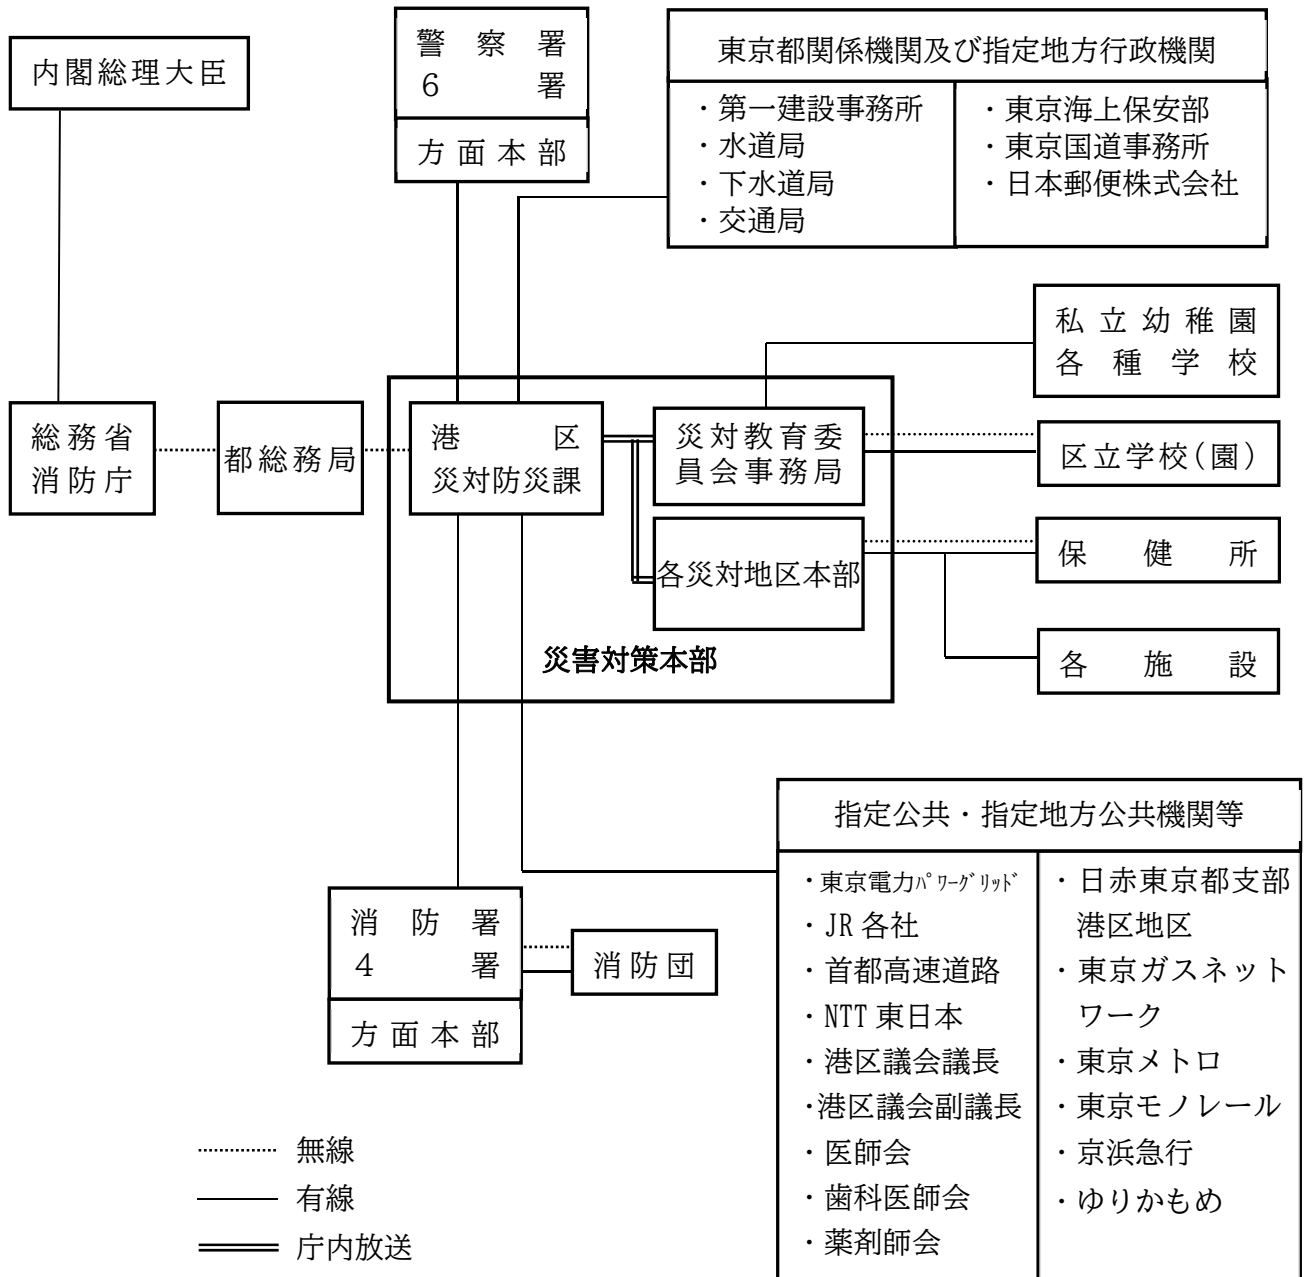 内閣総理大臣
警察署
6署
方面本部
東京都関係機関及び指定地方行政機関
・第一建設事務所
・水道局
・下水道局
・交通局
・東京海上保安部
・東京国道事務所
・日本郵便株式会社
私立幼稚園
各種学校
総務省
消防庁
都総務局
港区
災対防災課
災対教育委
員会事務局
区立学校(園)
各災対地区本部
保健所
各施設
災害対策本部
指定公共・指定地方公共機関等
・東京電力ﾊﾟﾜｰｸﾞﾘｯﾄﾞ
・JR各社
・首都高速道路
・NTT東日本
・港区議会議長
・港区議会副議長
・医師会
・歯科医師会
・薬剤師会
・日赤東京都支部
港区地区
・東京ガスネット
ワーク
・東京メトロ
・東京モノレール
・京浜急行
・ゆりかもめ
消防署
4署
方面本部
消防団
無線
有線
庁内放送